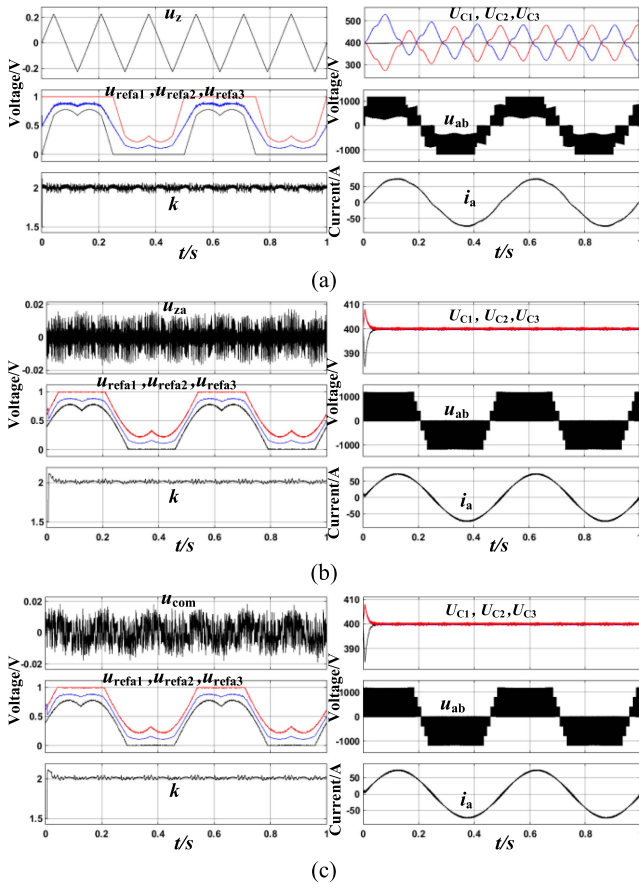 u_z
0.2
0
-0.2
Voltage/V
u_refa1 ,u_refa2 ,u_refa3
1
0.5
0
k
2
1.5
0 0.2 0.4 0.6 0.8 1
t/s
U_C1, U_C2, U_C3
500
400
300
Voltage/V
u_ab
1000
0
-1000
Current/A
i_a
50
0
-50
0 0.2 0.4 0.6 0.8 1
t/s
(a)
u_za
0.02
0
-0.02
Voltage/V
u_refa1 ,u_refa2 ,u_refa3
1
0.5
0
k
2
1.5
0 0.2 0.4 0.6 0.8 1
t/s
U_C1, U_C2, U_C3
410
400
390
Voltage/V
u_ab
1000
0
-1000
Current/A
i_a
50
0
-50
0 0.2 0.4 0.6 0.8 1
t/s
(b)
u_com
0.02
0
-0.02
Voltage/V
u_refa1 ,u_refa2 ,u_refa3
1
0.5
0
k
2
1.5
0 0.2 0.4 0.6 0.8 1
t/s
U_C1, U_C2,U_C3
410
400
390
Voltage/V
u_ab
1000
0
-1000
Current/A
i_a
50
0
-50
0 0.2 0.4 0.6 0.8 1
t/s
(c)